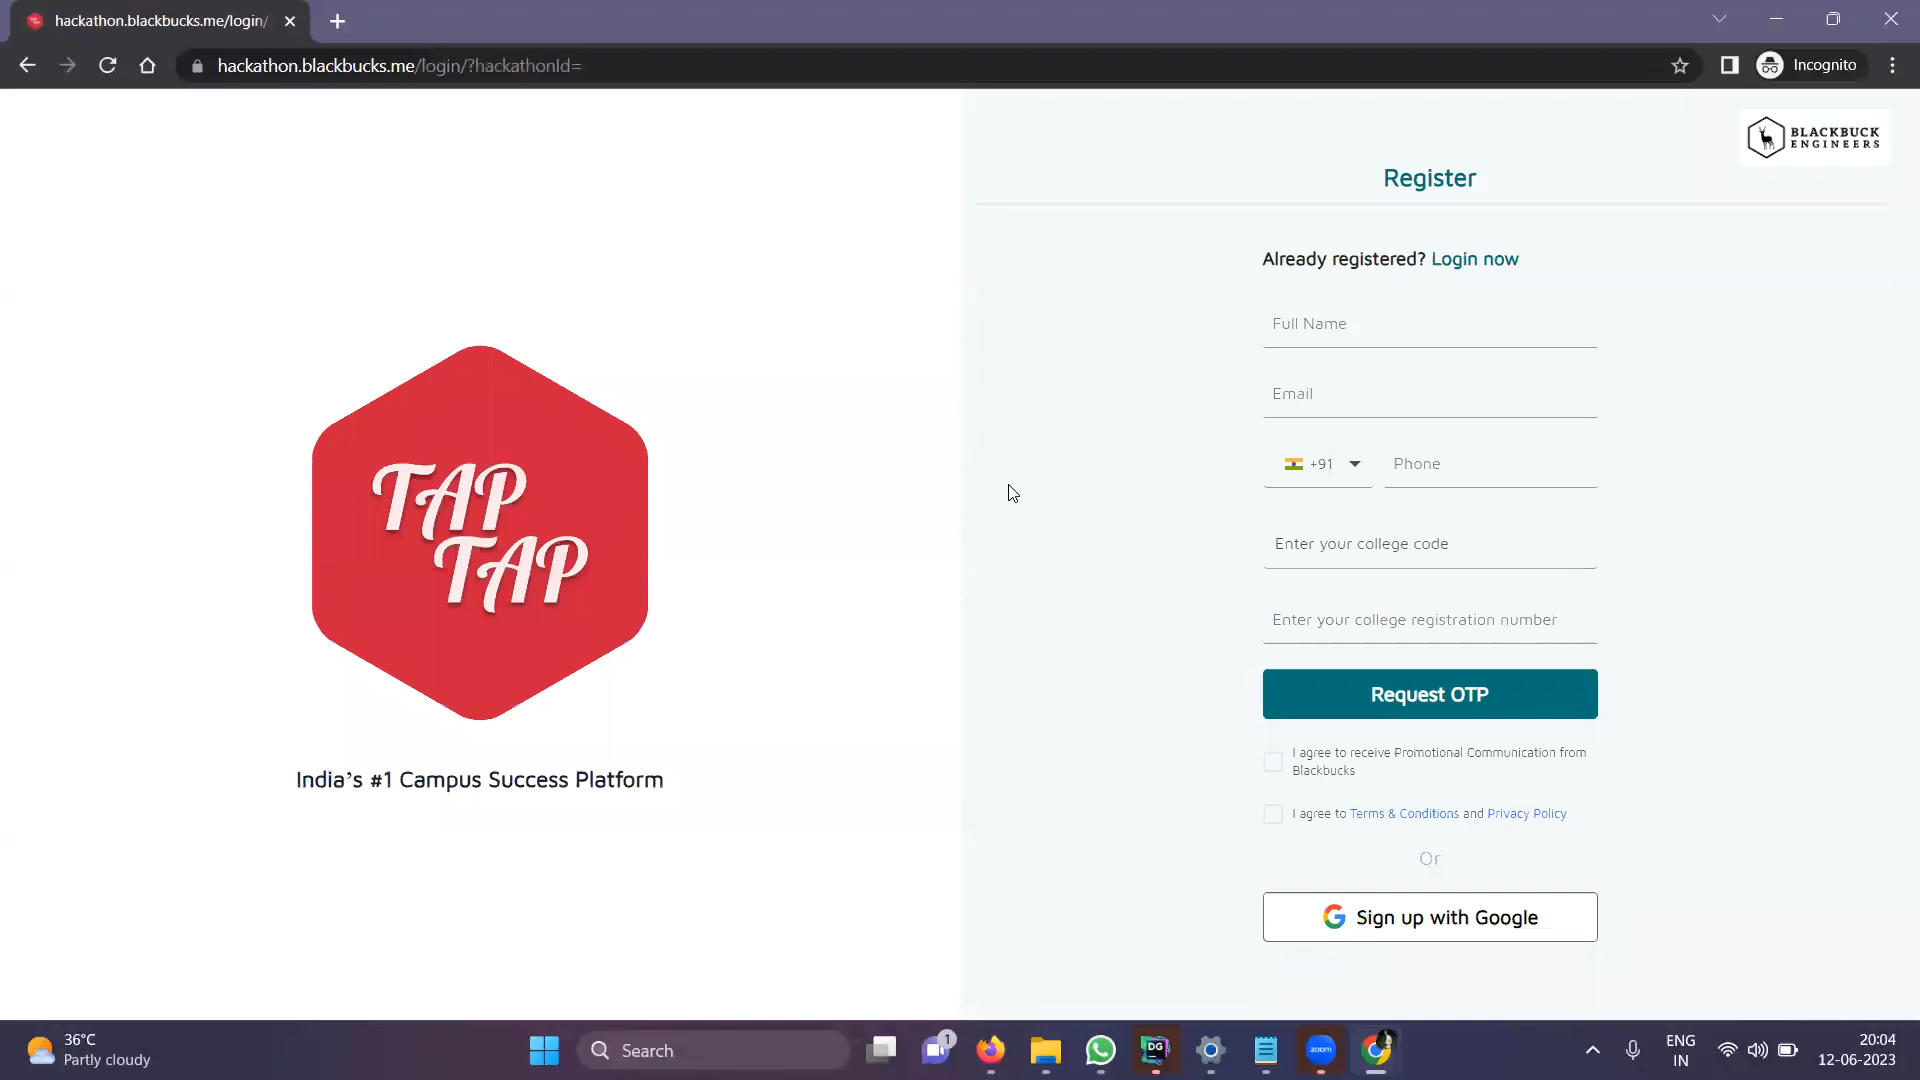 hackathon.blackbucks.me/login/
hackathon.blackbucks.me/login/?hackathonId=
Incognito
BLACKBUCK
ENGINEERS
Register
Already registered? Login now
Full Name
Email
+91
Phone
Enter your college code
Enter your college registration number
Request OTP
I agree to receive Promotional Communication from
Blackbucks
I agree to Terms & Conditions and Privacy Policy
Or
Sign up with Google
TAP
TAP
India's #1 Campus Success Platform
36°C
Partly cloudy
Search
1
DG
zoom
ENG
IN
20:04
12-06-2023